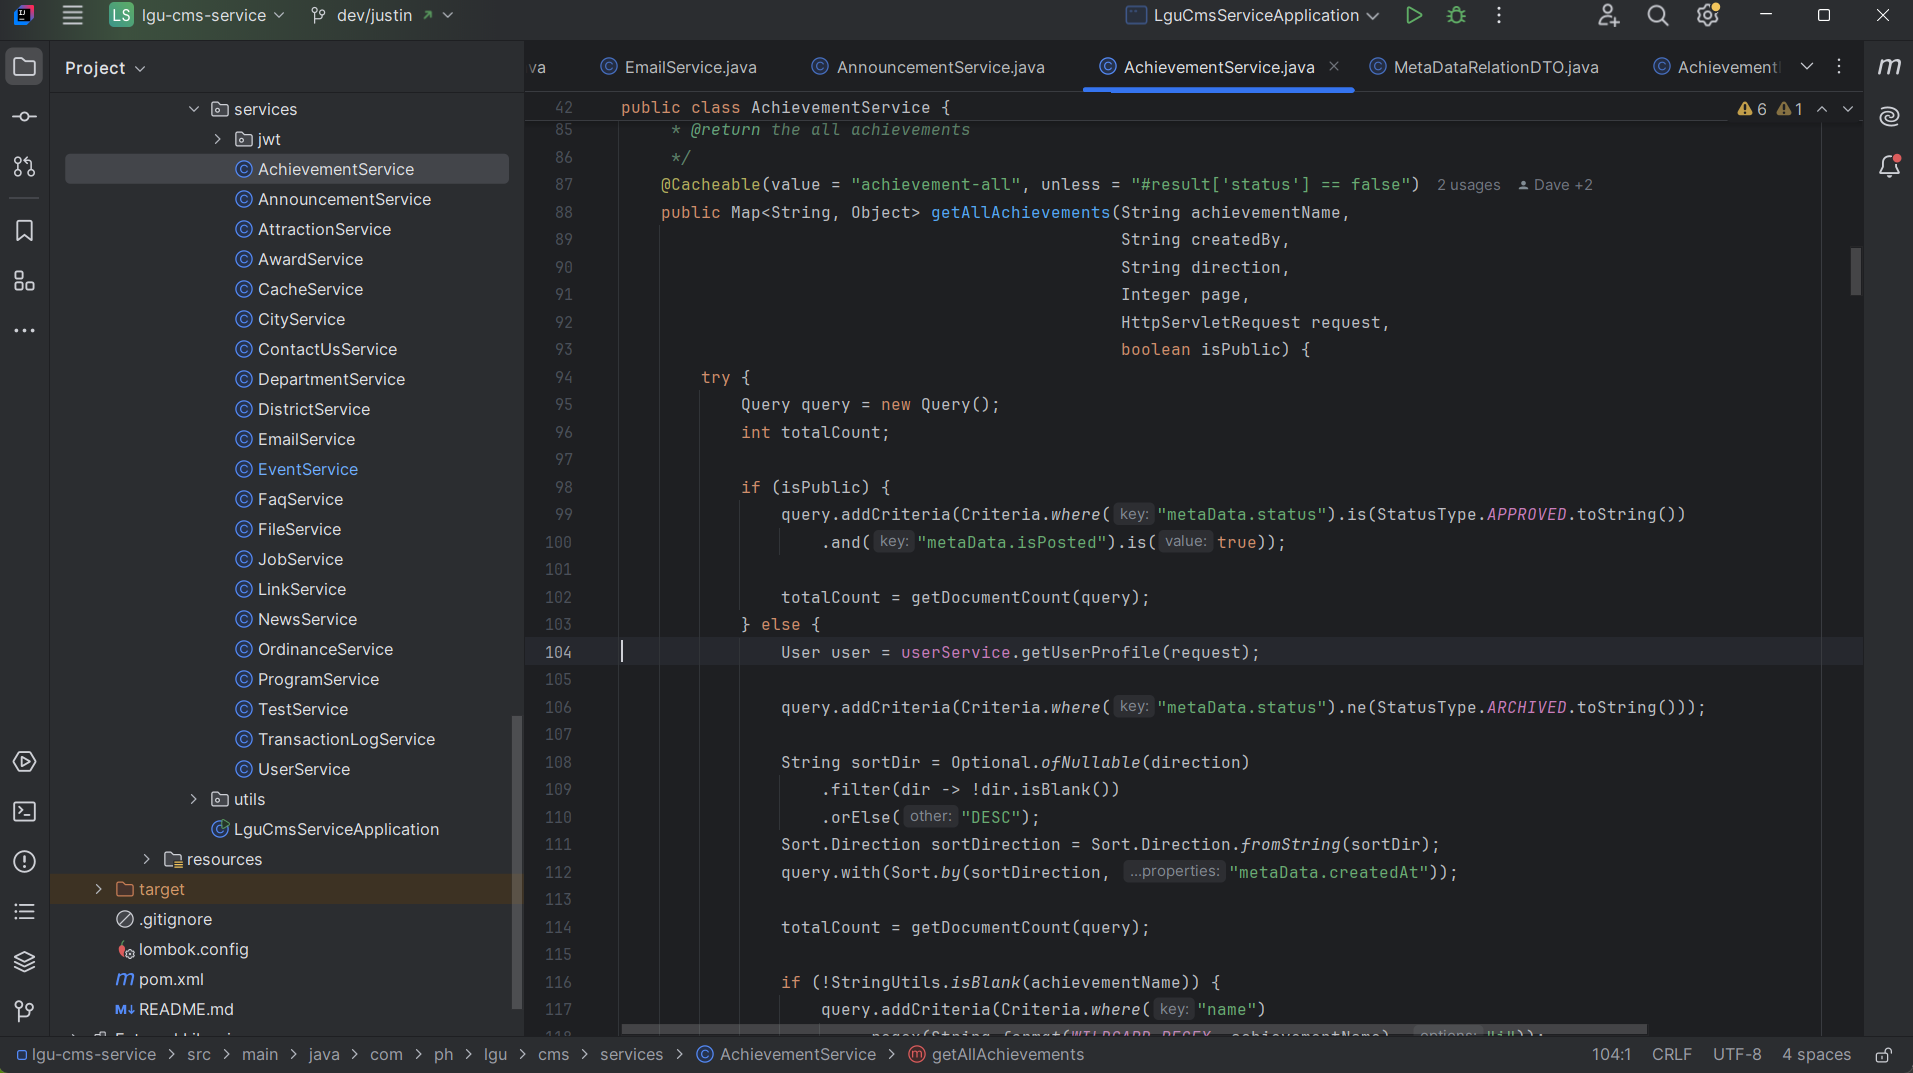 LS lgu-cms-service
dev/justin
LguCmsServiceApplication
Project
va
EmailService.java
AnnouncementService.java
AchievementService.java
MetaDataRelationDTO.java
Achievement
services
jwt
AchievementService
AnnouncementService
AttractionService
AwardService
CacheService
CityService
ContactUsService
DepartmentService
DistrictService
EmailService
EventService
FaqService
FileService
JobService
LinkService
NewsService
OrdinanceService
ProgramService
TestService
TransactionLogService
UserService
utils
LguCmsServiceApplication
resources
target
.gitignore
lombok.config
pom.xml
README.md
42 public class AchievementService {
6 1
85 * @return the all achievements
86 */
87 @Cacheable(value = "achievement-all", unless = "#result['status'] == false") 2 usages Dave +2
88 public Map<String, Object> getAllAchievements(String achievementName,
89 String createdBy,
90 String direction,
91 Integer page,
92 HttpServletRequest request,
93 boolean isPublic) {
94 try {
95 Query query = new Query();
96 int totalCount;
97
98 if (isPublic) {
99 query.addCriteria(Criteria.where( key: "metaData.status").is(StatusType.APPROVED.toString())
100 .and( key: "metaData.isPosted").is( value: true));
101
102 totalCount = getDocumentCount(query);
103 } else {
104 User user = userService.getUserProfile(request);
105
106 query.addCriteria(Criteria.where( key: "metaData.status").ne(StatusType.ARCHIVED.toString()));
107
108 String sortDir = Optional.ofNullable(direction)
109 .filter(dir -> !dir.isBlank())
110 .orElse( other: "DESC");
111 Sort.Direction sortDirection = Sort.Direction.fromString(sortDir);
112 query.with(Sort.by(sortDirection, ...properties: "metaData.createdAt"));
113
114 totalCount = getDocumentCount(query);
115
116 if (!StringUtils.isBlank(achievementName)) {
117 query.addCriteria(Criteria.where( key: "name")
118 .regex(String.format(WILDCARD_REGEX, achievementName), options: "i"));
lgu-cms-service > src > main > java > com > ph > lgu > cms > services > AchievementService > getAllAchievements
104:1 CRLF UTF-8 4 spaces